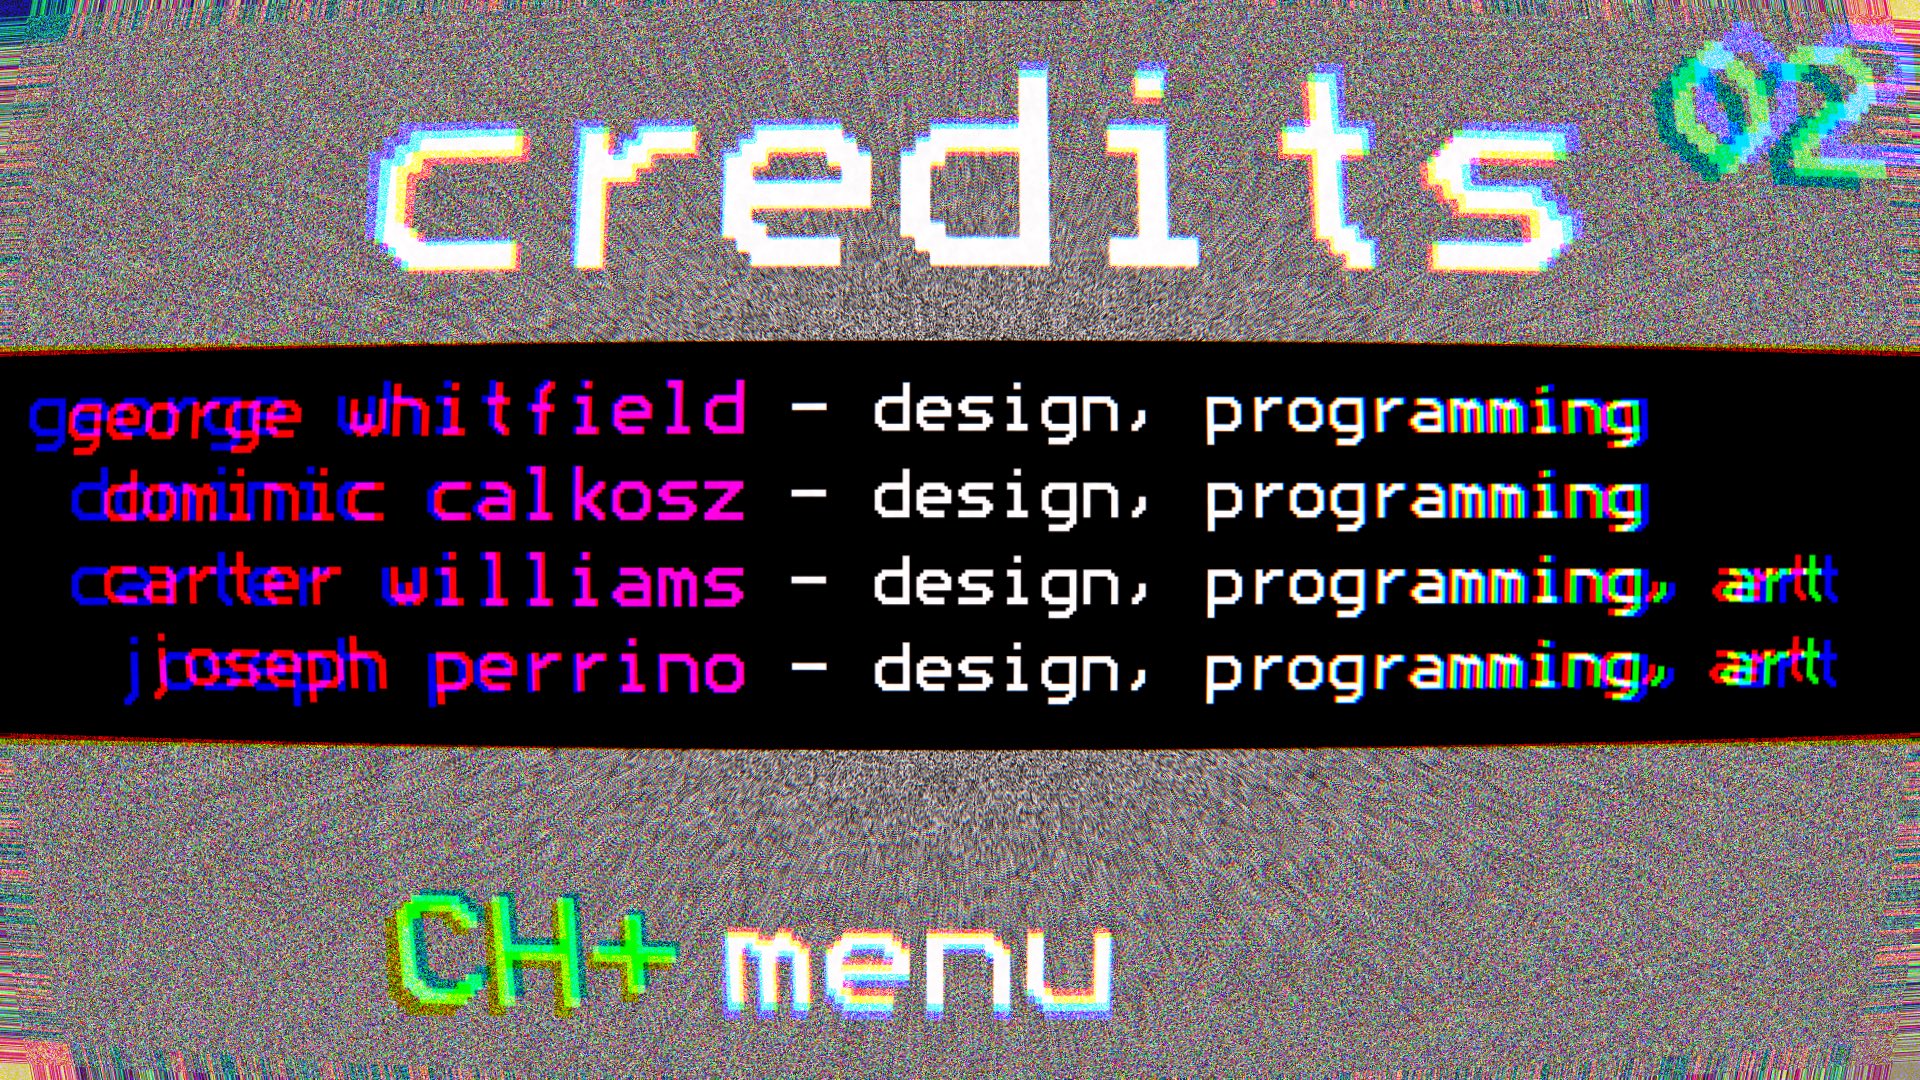 credits
02
george whitfield - design, programming
dominic calkosz - design, programming
carter williams - design, programming, art
joseph perrino - design, programming, art
CH+ menu